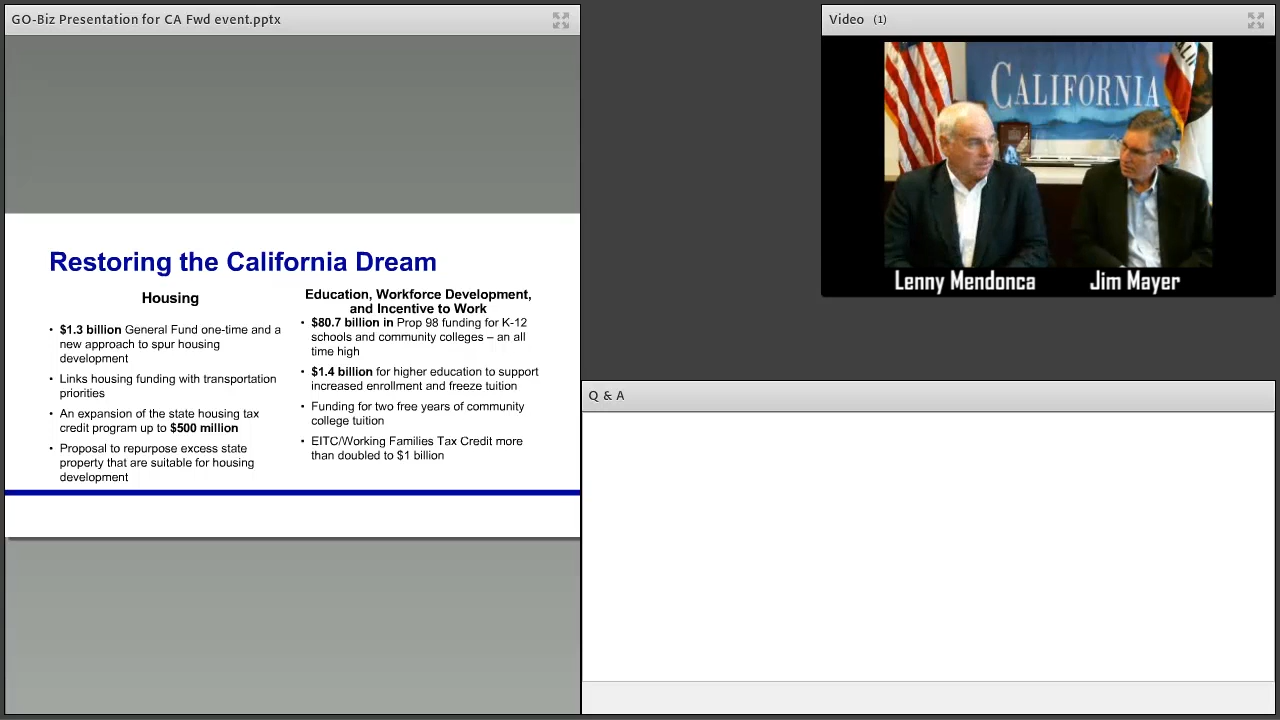 GO-Biz Presentation for CA Fwd event.pptx
Restoring the California Dream
Housing
• $1.3 billion General Fund one-time and a
new approach to spur housing
development
• Links housing funding with transportation
priorities
• An expansion of the state housing tax
credit program up to $500 million
• Proposal to repurpose excess state
property that are suitable for housing
development
Education, Workforce Development,
and Incentive to Work
• $80.7 billion in Prop 98 funding for K-12
schools and community colleges – an all
time high
• $1.4 billion for higher education to support
increased enrollment and freeze tuition
• Funding for two free years of community
college tuition
• EITC/Working Families Tax Credit more
than doubled to $1 billion
Video (1)
CALIFORNIA
Lenny Mendonca
Jim Mayer
Q & A